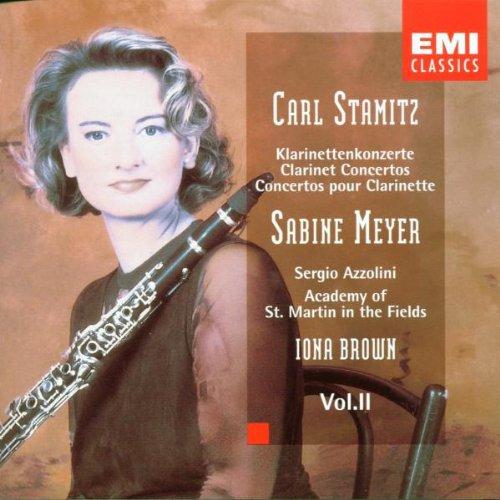 EMI
CLASSICS
CARL STAMITZ
Klarinettenkonzerte
Clarinet Concertos
Concertos pour Clarinette
SABINE MEYER
Sergio Azzolini
Academy of
St. Martin in the Fields
IONA BROWN
Vol.II